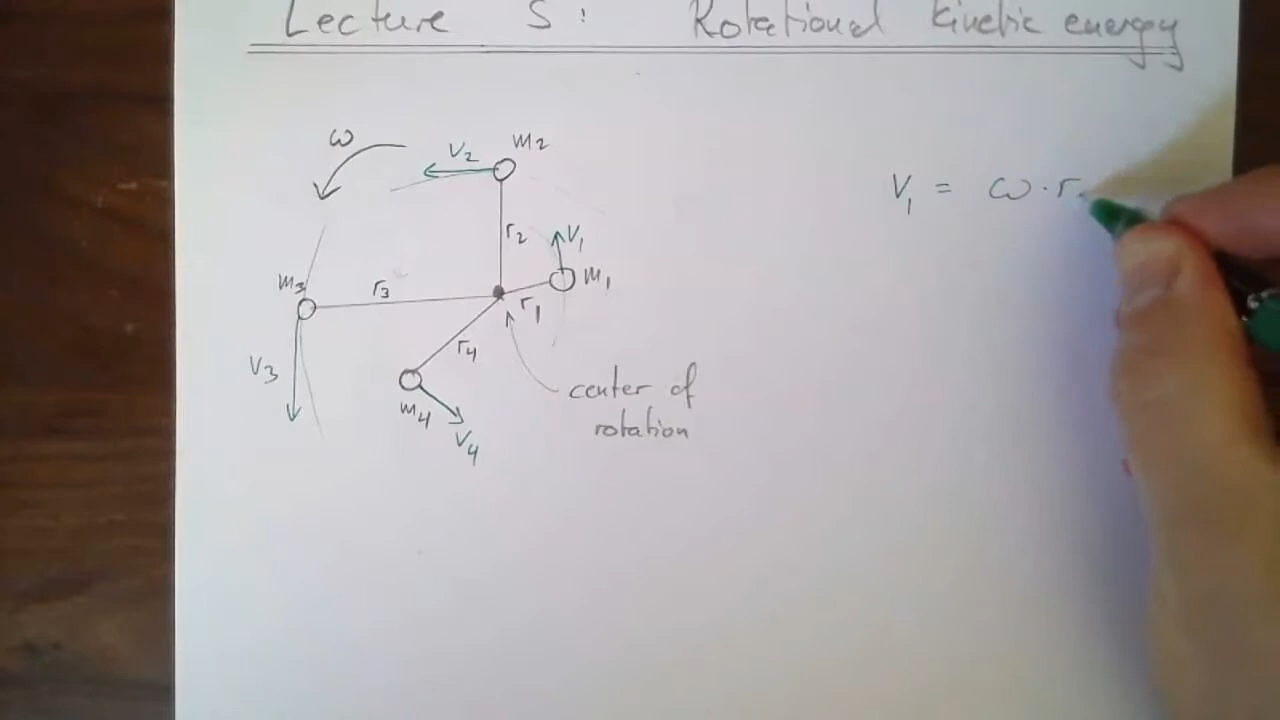 Lecture 5: Rotational kinetic energy
ω
V2
m2
V1 = ω · r
r2
V1
m3
r3
m1
r1
V3
r4
m4
V4
center of
rotation